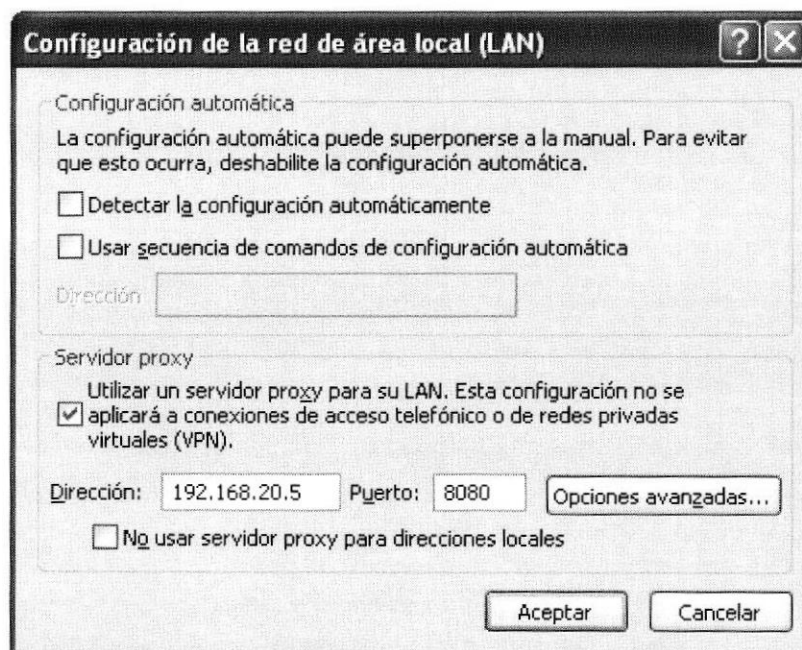 Configuración de la red de área local (LAN)
Configuración automática
La configuración automática puede superponerse a la manual. Para evitar
que esto ocurra, deshabilite la configuración automática.
Detectar la configuración automáticamente
Usar secuencia de comandos de configuración automática
Dirección
Servidor proxy
Utilizar un servidor proxy para su LAN. Esta configuración no se
aplicará a conexiones de acceso telefónico o de redes privadas
virtuales (VPN).
Dirección: 192.168.20.5 Puerto: 8080 Opciones avanzadas...
No usar servidor proxy para direcciones locales
Aceptar Cancelar